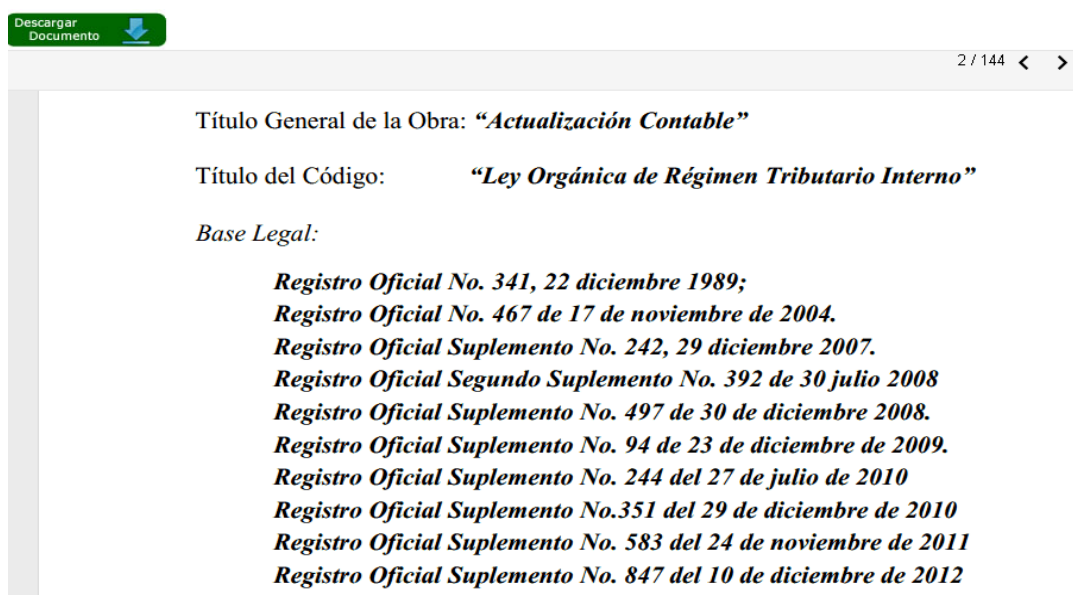 Descargar
Documento
2 / 144
Título General de la Obra: “Actualización Contable”
Título del Código: “Ley Orgánica de Régimen Tributario Interno”
Base Legal:
Registro Oficial No. 341, 22 diciembre 1989;
Registro Oficial No. 467 de 17 de noviembre de 2004.
Registro Oficial Suplemento No. 242, 29 diciembre 2007.
Registro Oficial Segundo Suplemento No. 392 de 30 julio 2008
Registro Oficial Suplemento No. 497 de 30 de diciembre 2008.
Registro Oficial Suplemento No. 94 de 23 de diciembre de 2009.
Registro Oficial Suplemento No. 244 del 27 de julio de 2010
Registro Oficial Suplemento No.351 del 29 de diciembre de 2010
Registro Oficial Suplemento No. 583 del 24 de noviembre de 2011
Registro Oficial Suplemento No. 847 del 10 de diciembre de 2012